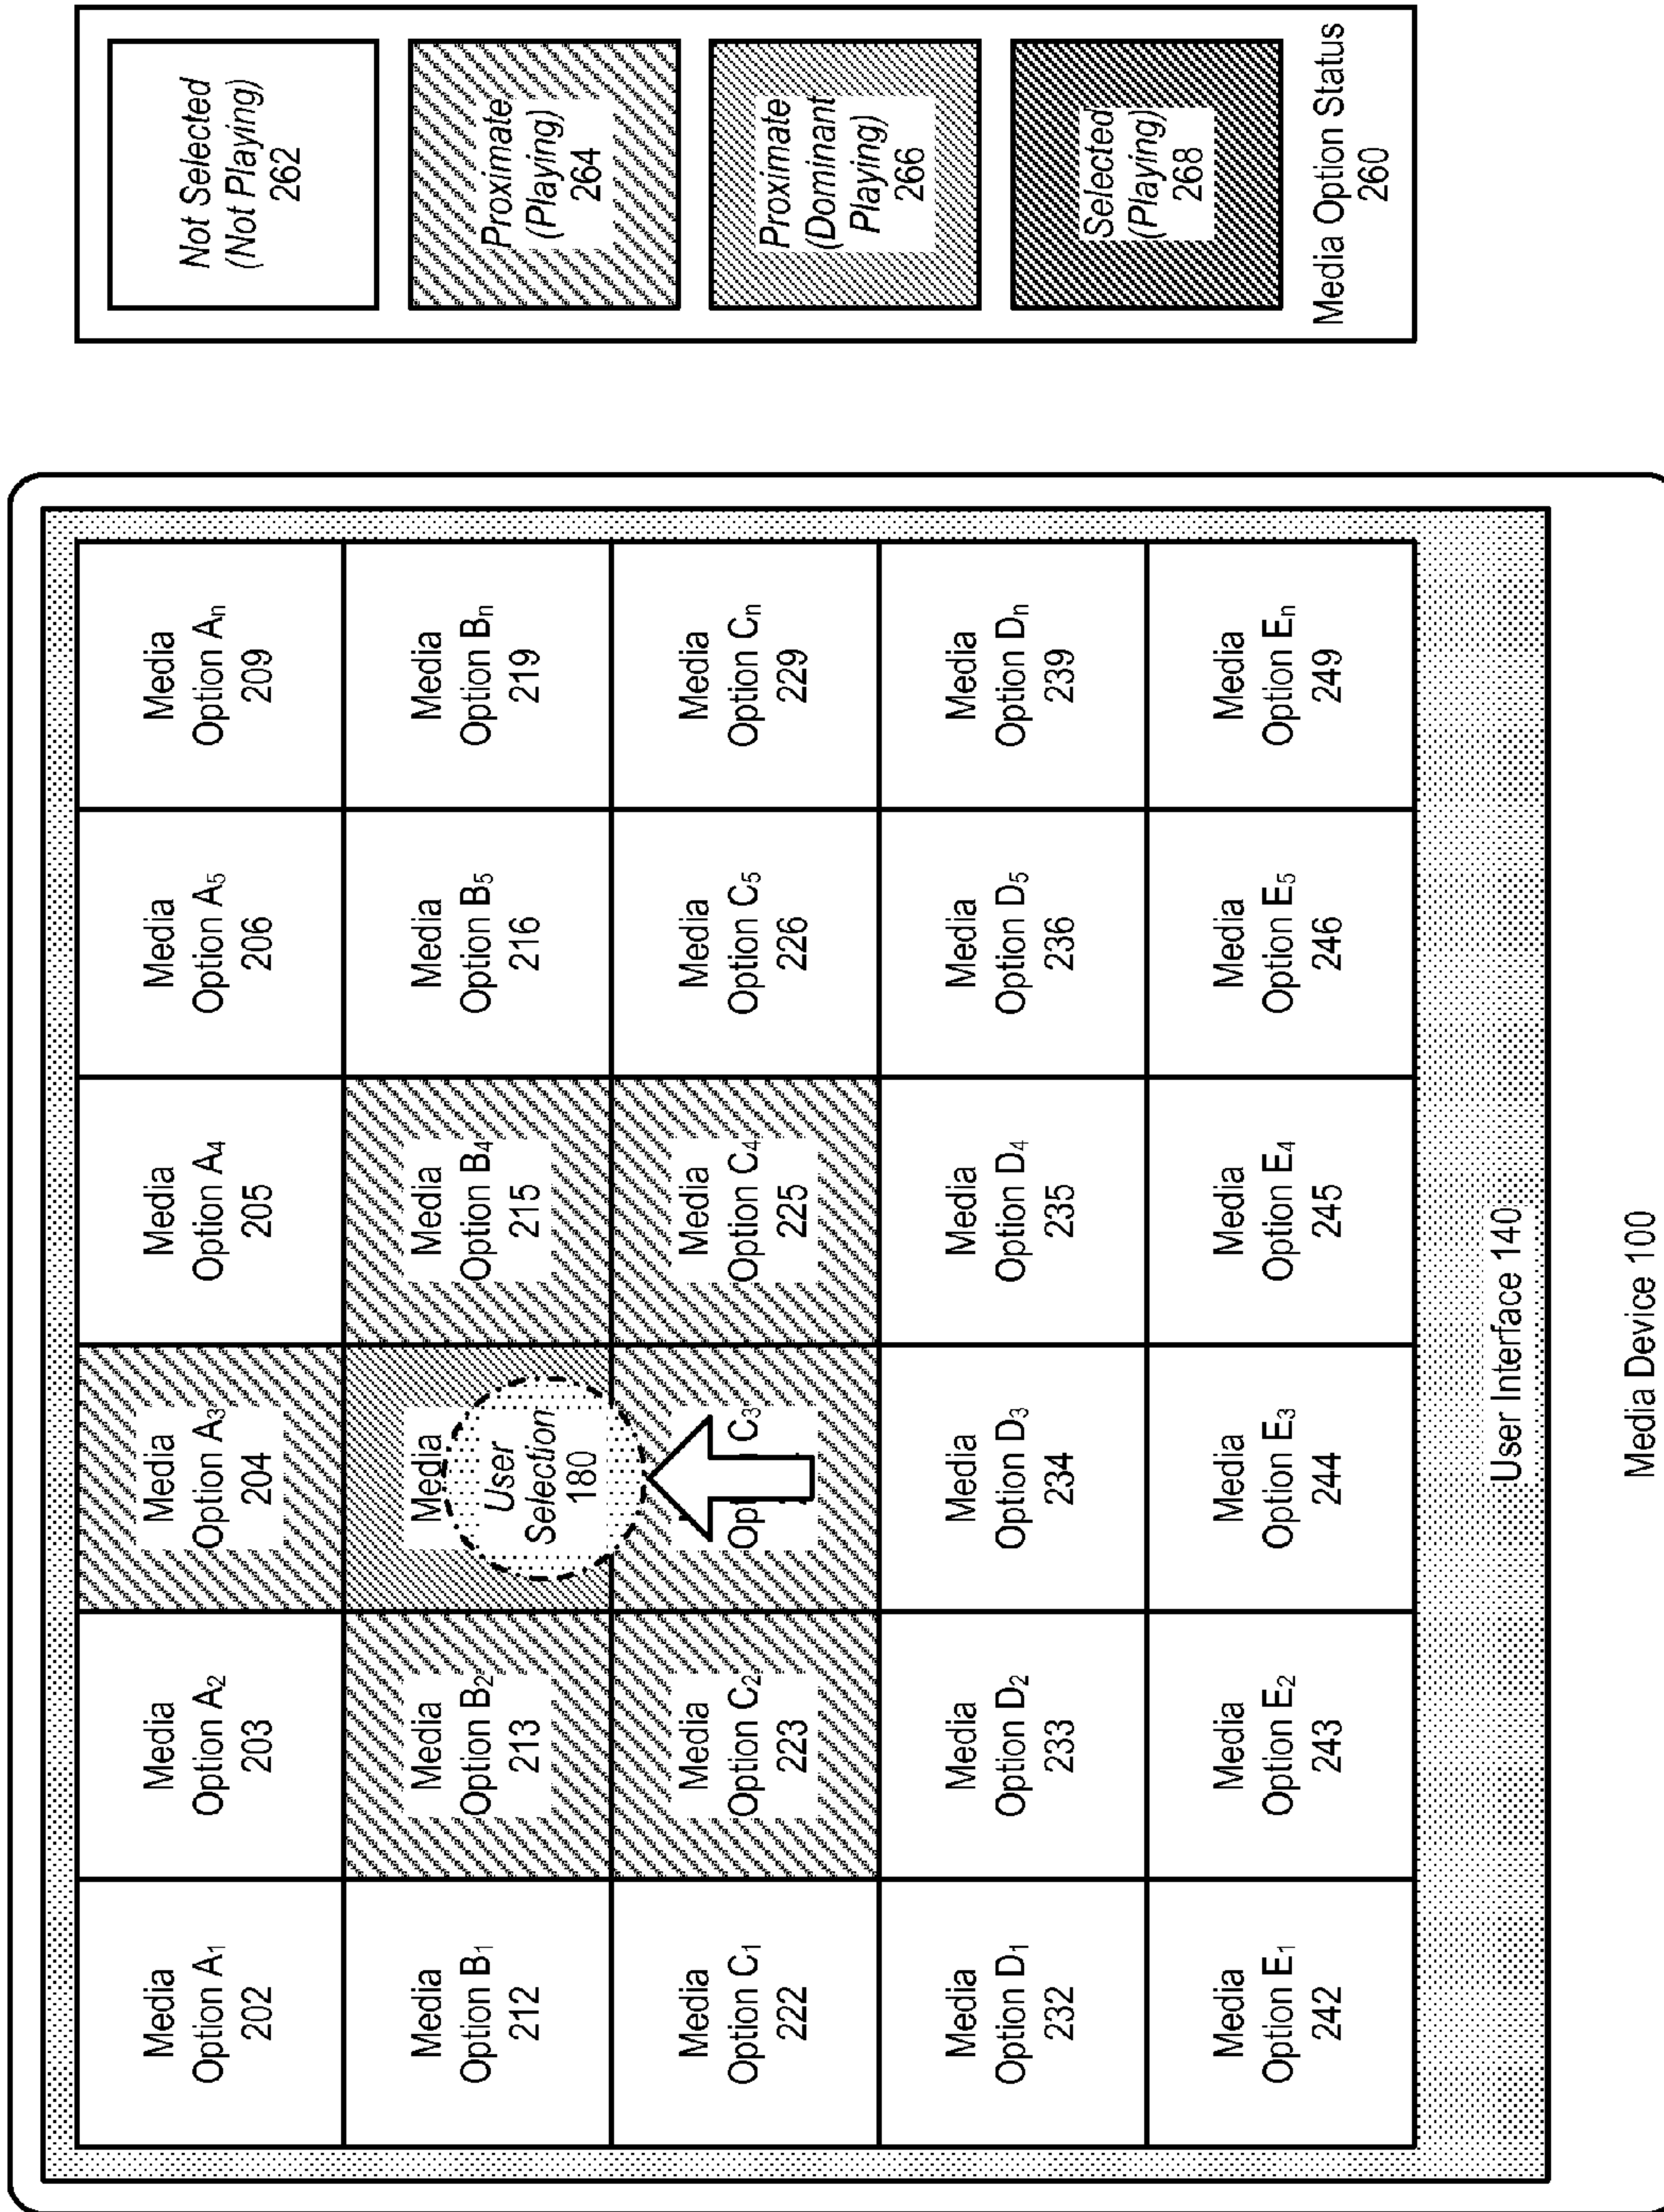 Media
Option A1
202
Media
Option A2
203
Media
Option A3
204
Media
Option A4
205
Media
Option A5
206
Media
Option An
209
Media
Option B1
212
Media
Option B2
213
Media
User
Selection
180
Media
Option B4
215
Media
Option B5
216
Media
Option Bn
219
Media
Option C1
222
Media
Option C2
223
C3
Media
Option C4
225
Media
Option C5
226
Media
Option Cn
229
Media
Option D1
232
Media
Option D2
233
Media
Option D3
234
Media
Option D4
235
Media
Option D5
236
Media
Option Dn
239
Media
Option E1
242
Media
Option E2
243
Media
Option E3
244
Media
Option E4
245
Media
Option E5
246
Media
Option En
249
User Interface 140
Media Device 100
Not Selected
(Not Playing)
262
Proximate
(Playing)
264
Proximate
(Dominant
Playing)
266
Selected
(Playing)
268
Media Option Status
260